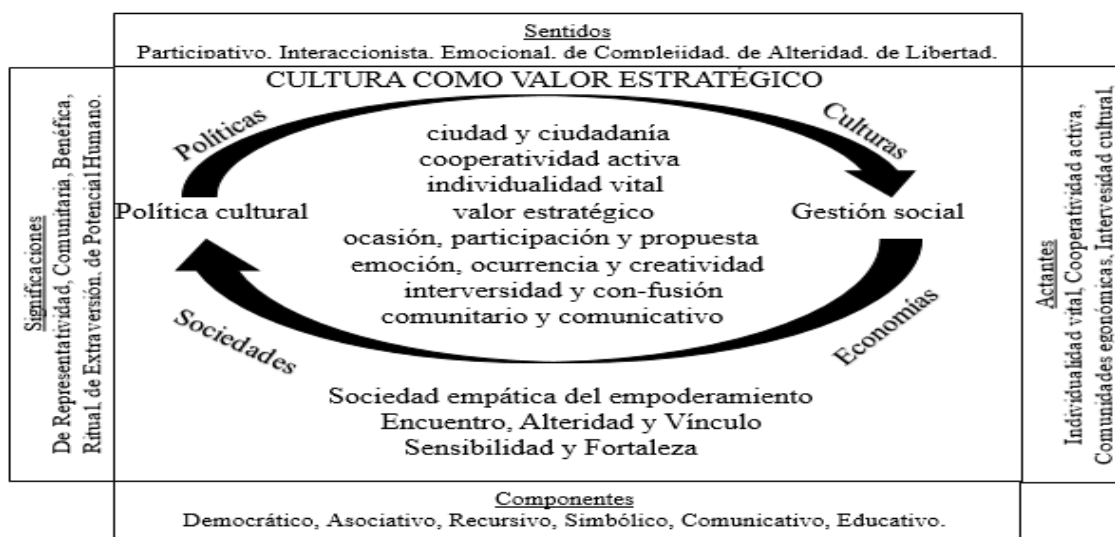 Sentidos
Participativo, Interaccionista, Emocional, de Complejidad, de Alteridad, de Libertad.
CULTURA COMO VALOR ESTRATÉGICO
Políticas
Culturas
ciudad y ciudadanía
cooperatividad activa
individualidad vital
Política cultural
valor estratégico
Gestión social
ocasión, participación y propuesta
emoción, ocurrencia y creatividad
interversidad y con-fusión
comunitario y comunicativo
Sociedades
Economías
Sociedad empática del empoderamiento
Encuentro, Alteridad y Vínculo
Sensibilidad y Fortaleza
Significaciones
De Representatividad, Comunitaria, Benéfica,
Ritual, de Extraversión, de Potencial Humano.
Actantes
Individualidad vital, Cooperatividad activa,
Comunidades egonómicas, Intervesidad cultural,
Componentes
Democrático, Asociativo, Recursivo, Simbólico, Comunicativo, Educativo.